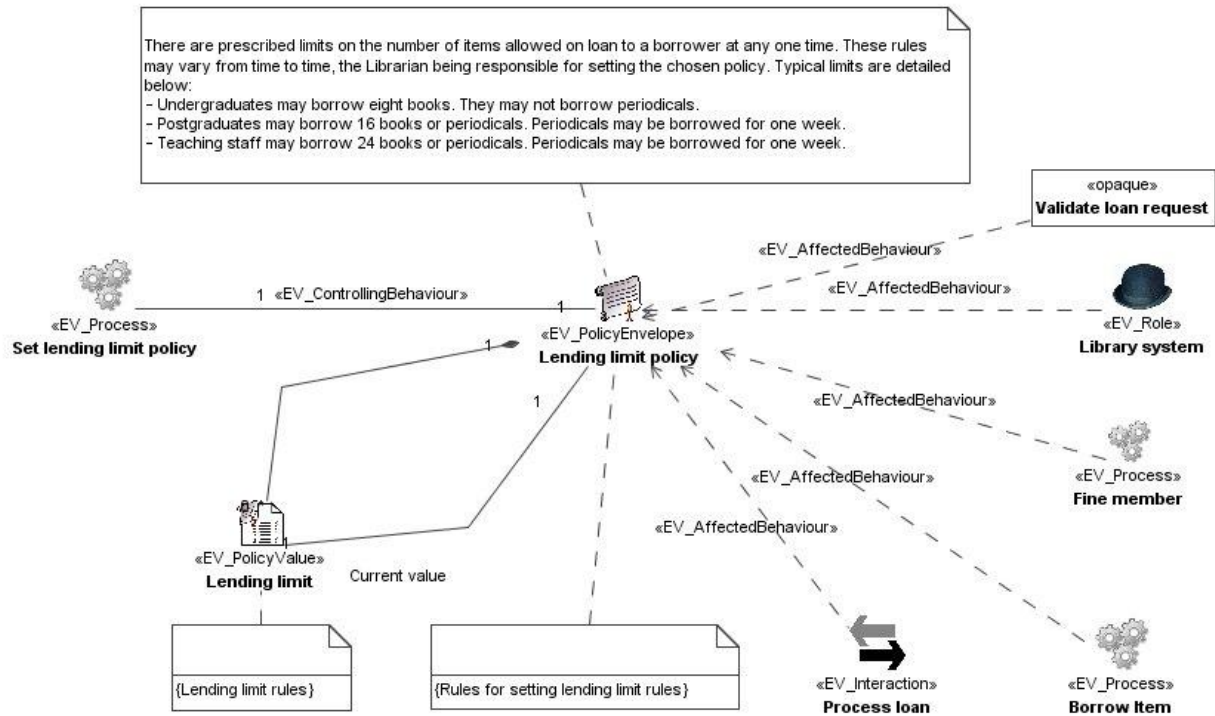 There are prescribed limits on the number of items allowed on loan to a borrower at any one time. These rules
may vary from time to time, the Librarian being responsible for setting the chosen policy. Typical limits are detailed
below:
- Undergraduates may borrow eight books. They may not borrow periodicals.
- Postgraduates may borrow 16 books or periodicals. Periodicals may be borrowed for one week.
- Teaching staff may borrow 24 books or periodicals. Periodicals may be borrowed for one week.
«opaque»
Validate loan request
«EV_AffectedBehaviour»
«EV_AffectedBehaviour»
1 «EV_ControllingBehaviour» 1
«EV_Process»
Set lending limit policy
«EV_PolicyEnvelope»
Lending limit policy
«EV_Role»
Library system
1
1
«EV_AffectedBehaviour»
«EV_Process»
Fine member
«EV_AffectedBehaviour»
«EV_AffectedBehaviour»
1
«EV_PolicyValue»
Lending limit
Current value
{Lending limit rules}
{Rules for setting lending limit rules}
«EV_Interaction»
Process loan
«EV_Process»
Borrow Item